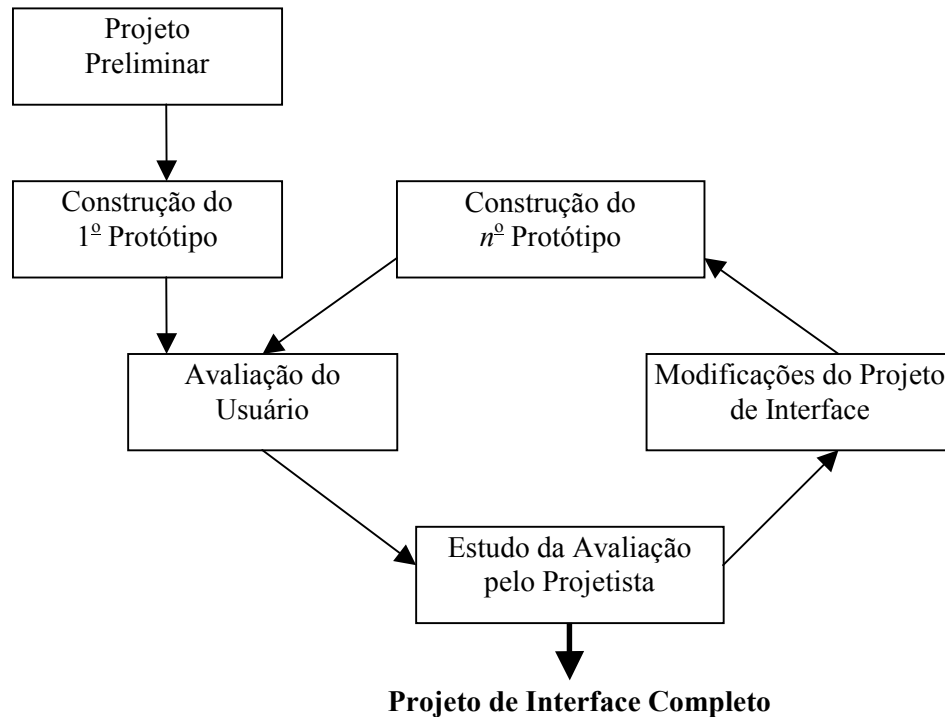 Projeto
Preliminar
Construção do
1º Protótipo
Construção do
nº Protótipo
Avaliação do
Usuário
Modificações do Projeto
de Interface
Estudo da Avaliação
pelo Projetista
Projeto de Interface Completo